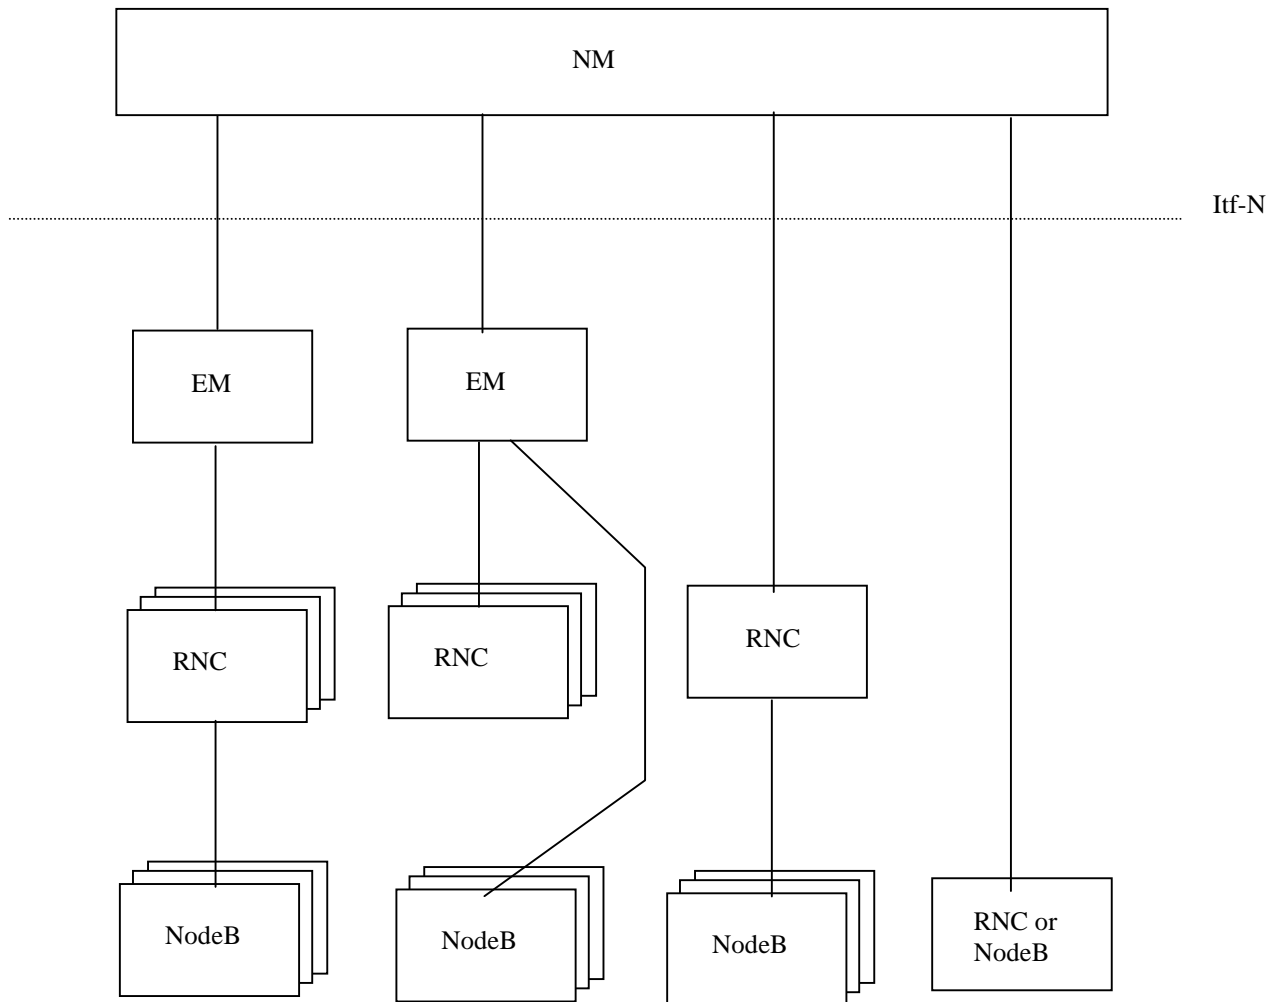 NM
Itf-N
EM
EM
RNC
RNC
RNC
NodeB
NodeB
NodeB
RNC or
NodeB